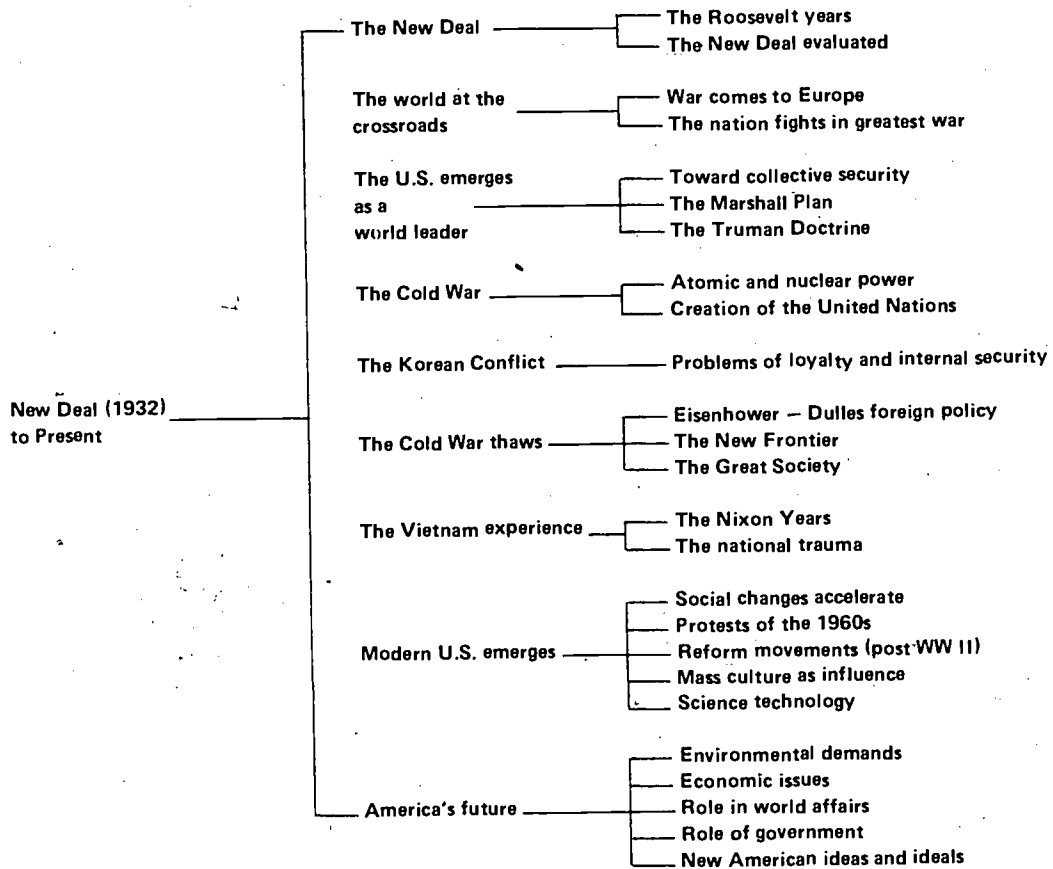 The New Deal
The Roosevelt years
The New Deal evaluated
The world at the
crossroads
War comes to Europe
The nation fights in greatest war
The U.S. emerges
as a
world leader
Toward collective security
The Marshall Plan
The Truman Doctrine
The Cold War
Atomic and nuclear power
Creation of the United Nations
The Korean Conflict
Problems of loyalty and internal security
New Deal (1932)
to Present
The Cold War thaws
Eisenhower – Dulles foreign policy
The New Frontier
The Great Society
The Vietnam experience
The Nixon Years
The national trauma
Modern U.S. emerges
Social changes accelerate
Protests of the 1960s
Reform movements (post WW II)
Mass culture as influence
Science technology
America's future
Environmental demands
Economic issues
Role in world affairs
Role of government
New American ideas and ideals